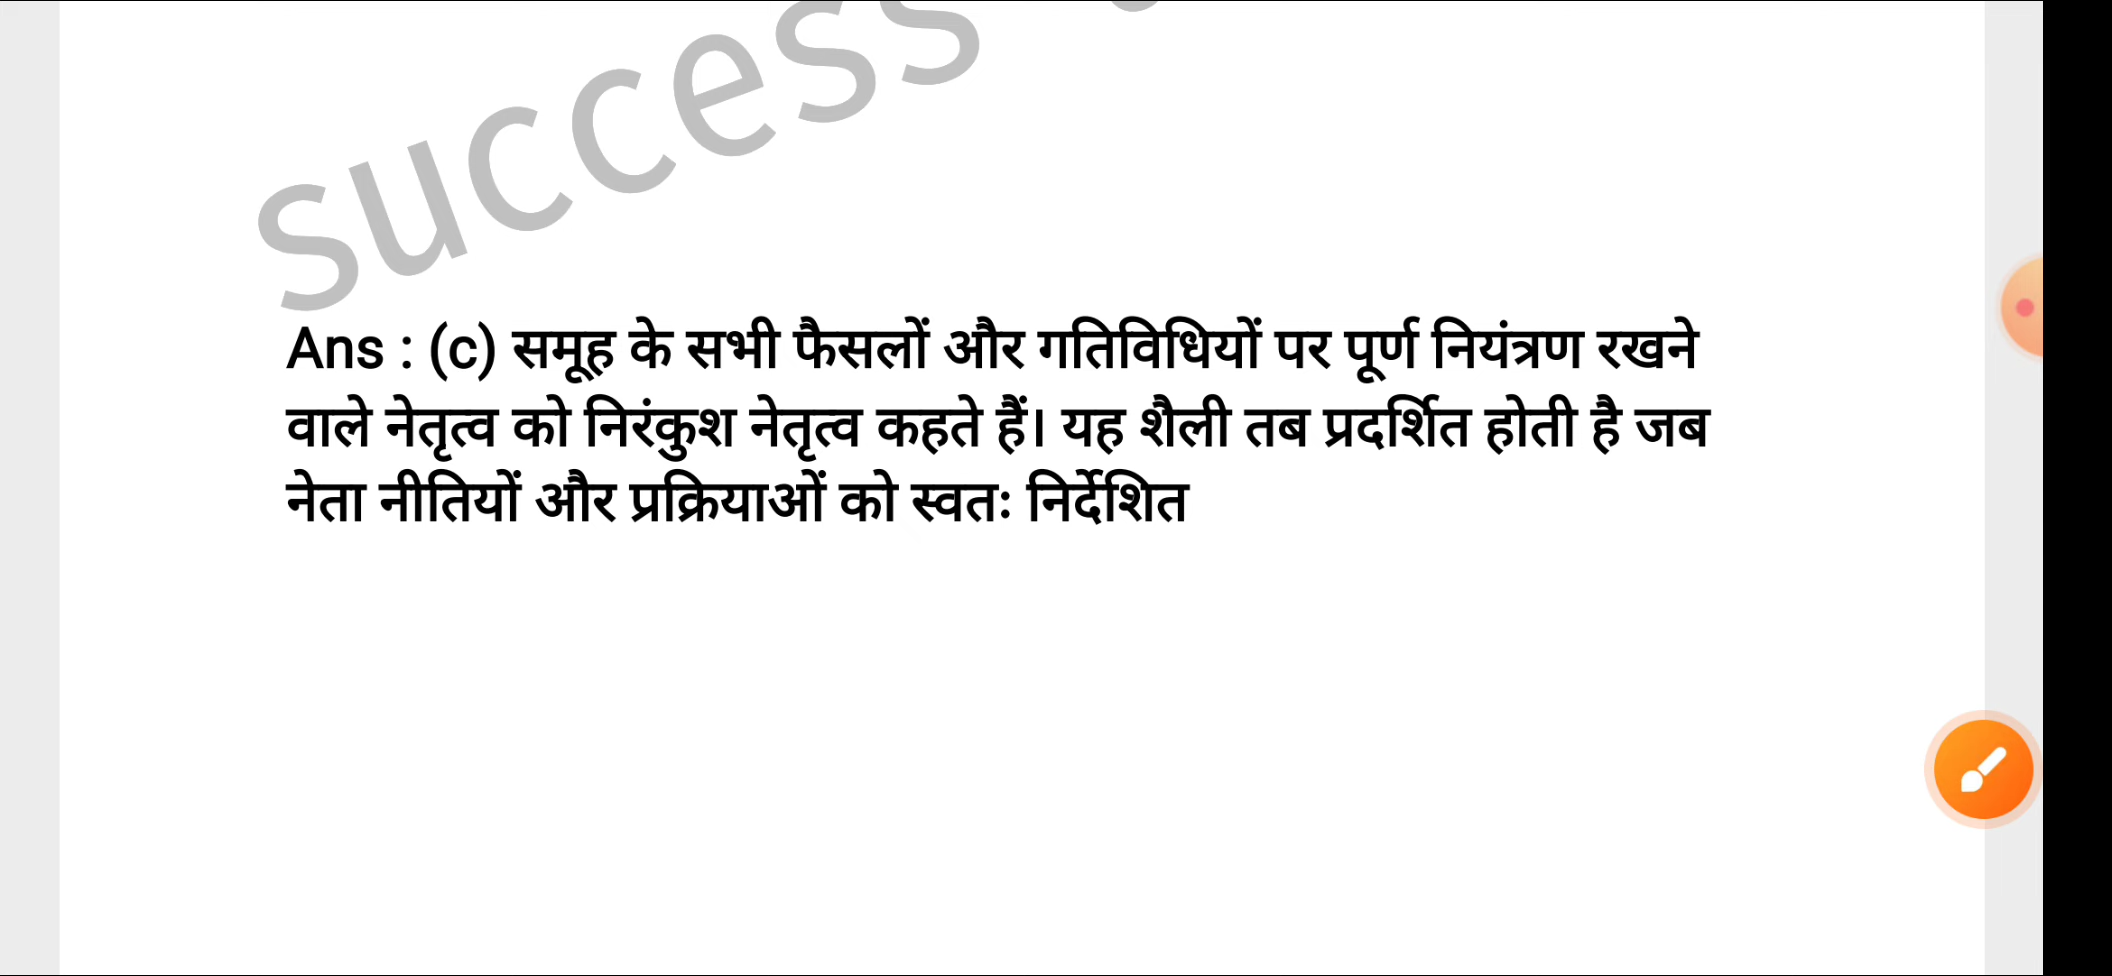 success
Ans : (c) समूह के सभी फैसलों और गतिविधियों पर पूर्ण नियंत्रण रखने
वाले नेतृत्व को निरंकुश नेतृत्व कहते हैं। यह शैली तब प्रदर्शित होती है जब
नेता नीतियों और प्रक्रियाओं को स्वतः निर्देशित